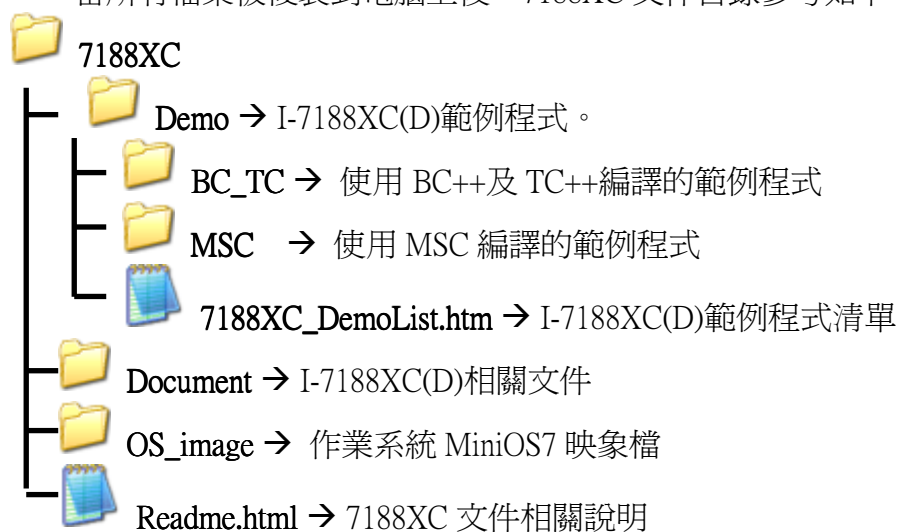 7188XC
Demo → I-7188XC(D)範例程式。
BC_TC → 使用 BC++及 TC++編譯的範例程式
MSC → 使用 MSC 編譯的範例程式
7188XC_DemoList.htm → I-7188XC(D)範例程式清單
Document → I-7188XC(D)相關文件
OS_image → 作業系統 MiniOS7 映象檔
Readme.html → 7188XC 文件相關說明